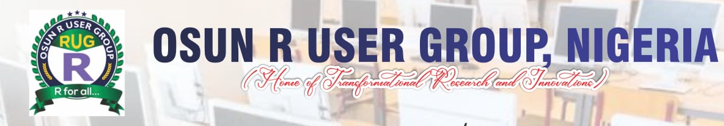 OSUN R USER GROUP
RUG
R
R for all...
OSUN R USER GROUP, NIGERIA
(Home of Transformational Research and Innovations)